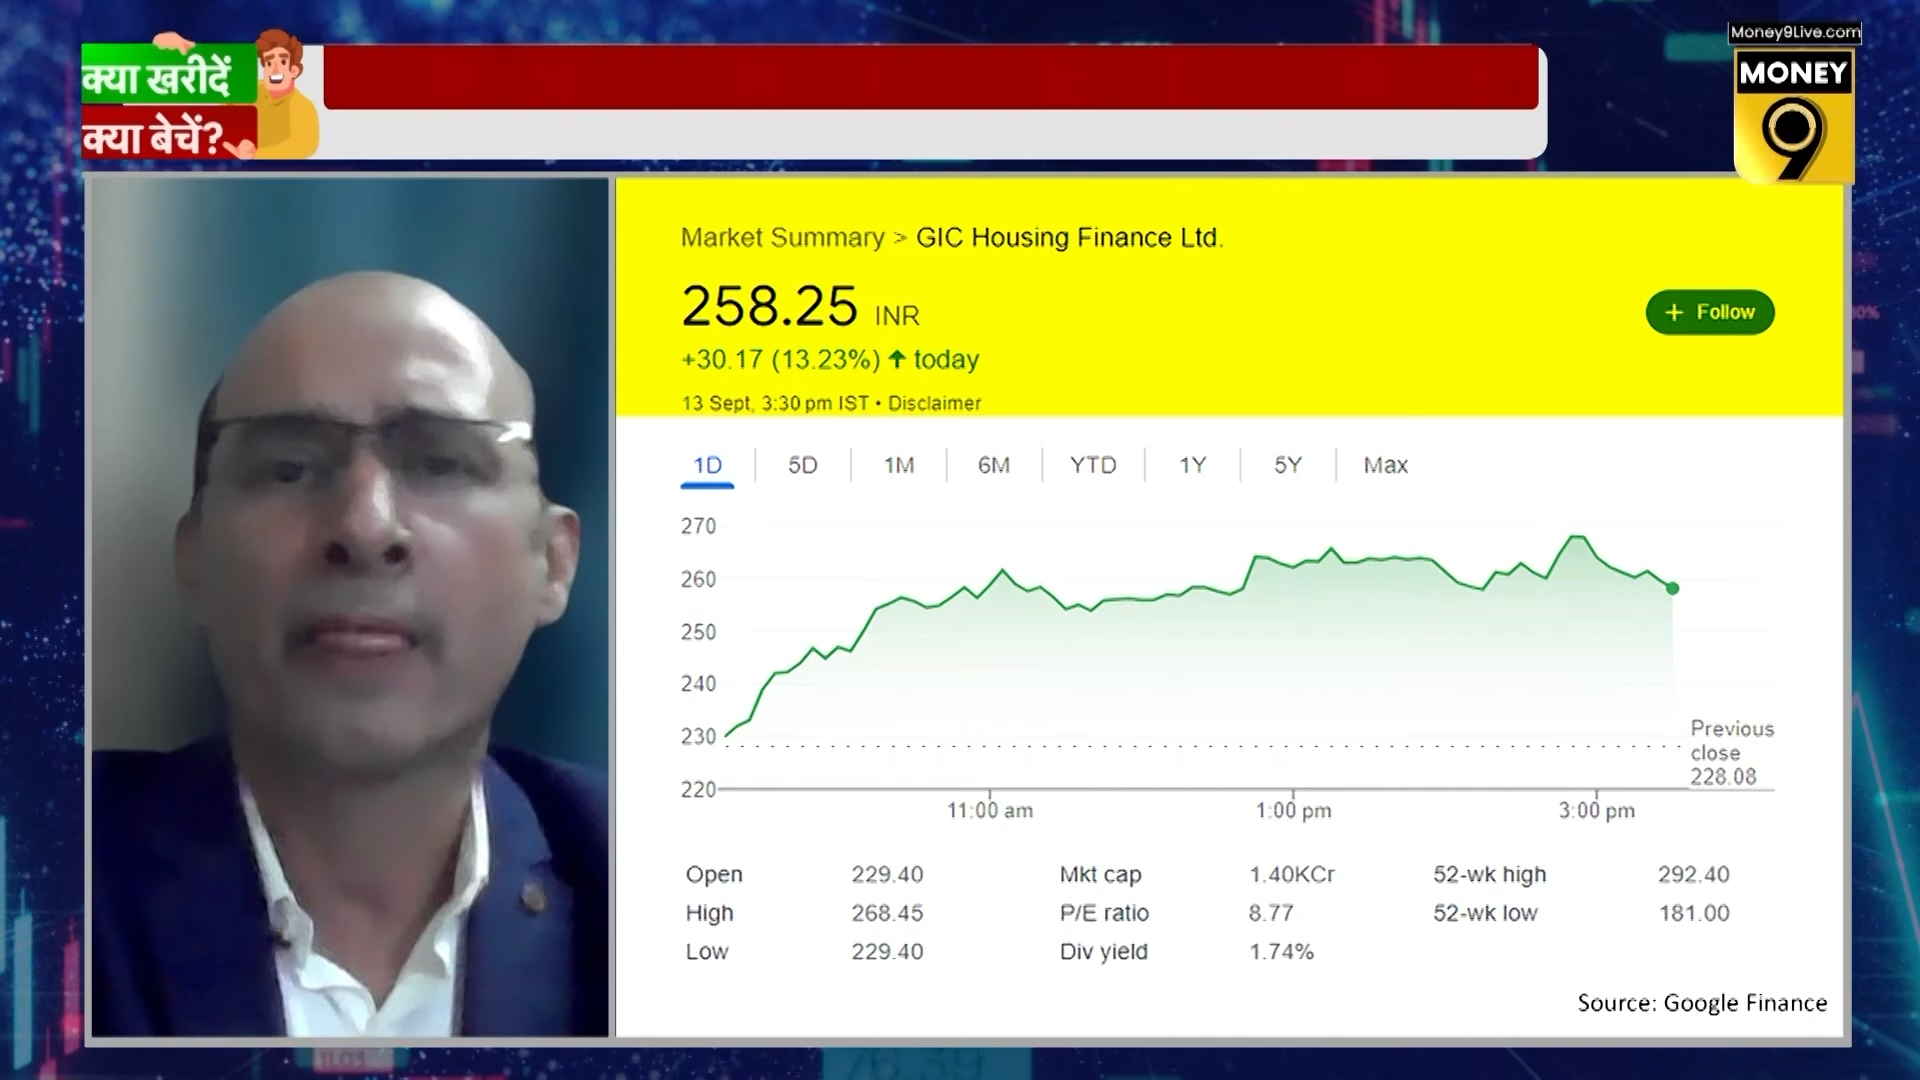 Money9Live.com
MONEY
9
क्या खरीदें
क्या बेचें?
Market Summary > GIC Housing Finance Ltd.
258.25 INR
+30.17 (13.23%) ↑ today
13 Sept, 3:30 pm IST • Disclaimer
+ Follow
1D 5D 1M 6M YTD 1Y 5Y Max
270
260
250
240
230
220
Previous
close
228.08
11:00 am 1:00 pm 3:00 pm
Open 229.40 Mkt cap 1.40KCr 52-wk high 292.40
High 268.45 P/E ratio 8.77 52-wk low 181.00
Low 229.40 Div yield 1.74%
Source: Google Finance